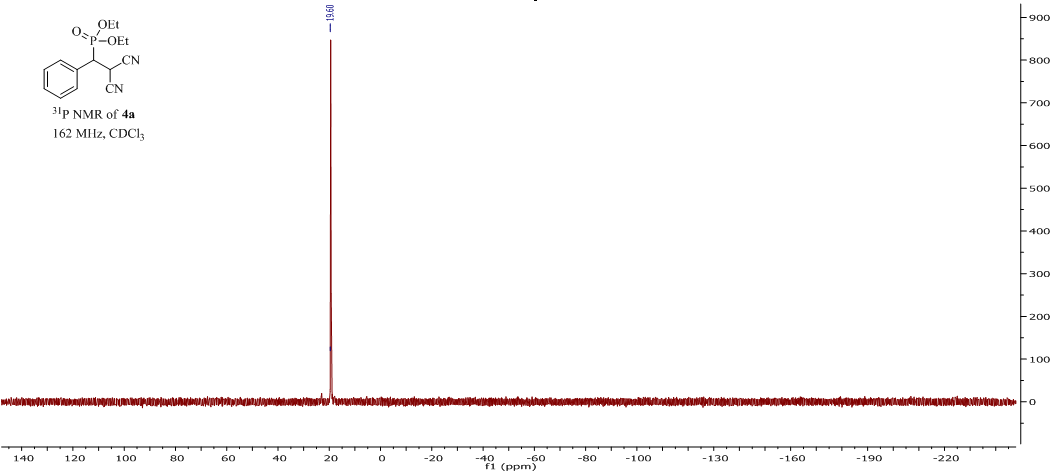 19.60
OEt
O
P
OEt
CN
CN
³¹P NMR of 4a
162 MHz, CDCl₃
900
800
700
600
500
400
300
200
100
0
140 120 100 80 60 40 20 0 -20 -40 -60 -80 -100 -130 -160 -190 -220
f1 (ppm)